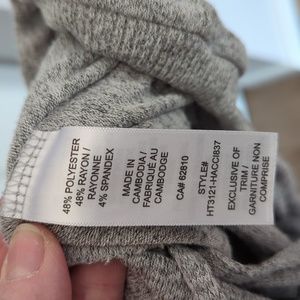 48% POLYESTER
48% RAYON /
RAYONNE
4% SPANDEX
MADE IN
CAMBODIA /
FABRIQUÉ AU
CAMBODGE
CA# 62810
STYLE#
HT3121-HACCI837
EXCLUSIVE OF
TRIM /
GARNITURE NON
COMPRISE